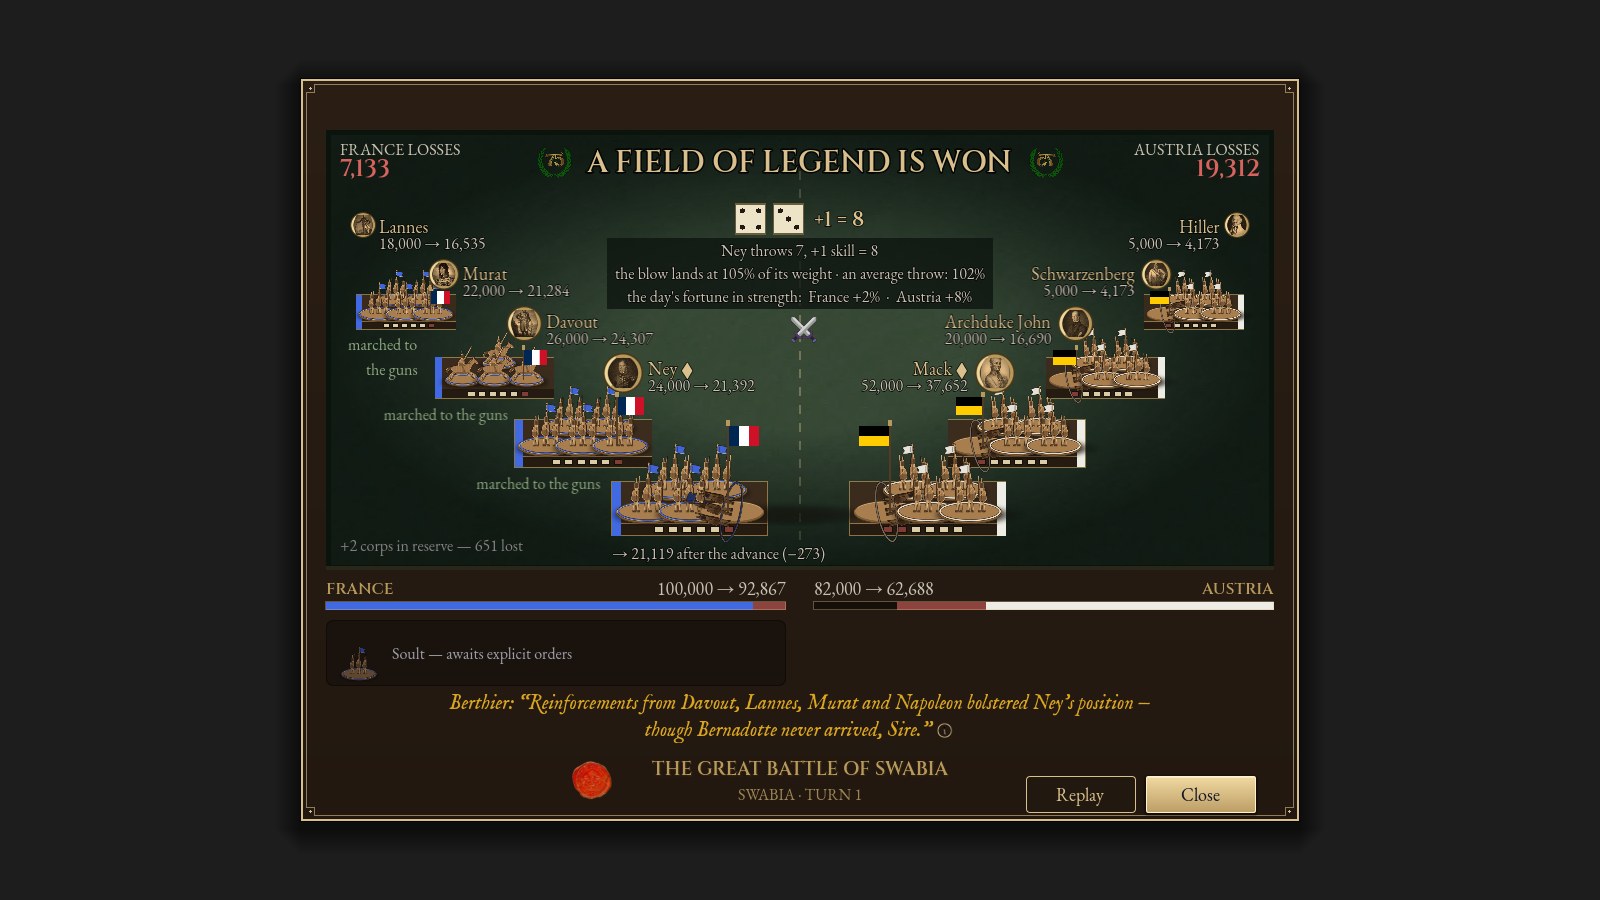 FRANCE LOSSES
7,133
A FIELD OF LEGEND IS WON
AUSTRIA LOSSES
19,312
+1 = 8
Ney throws 7, +1 skill = 8
the blow lands at 105% of its weight · an average throw: 102%
the day's fortune in strength: France +2% · Austria +8%
Lannes
18,000 → 16,535
Murat
22,000 → 21,284
Davout
26,000 → 24,307
Ney ♦
24,000 → 21,392
Hiller
5,000 → 4,173
Schwarzenberg
5,000 → 4,173
Archduke John
20,000 → 16,690
Mack ♦
52,000 → 37,652
marched to
the guns
marched to the guns
marched to the guns
+2 corps in reserve — 651 lost
→ 21,119 after the advance (−273)
FRANCE
100,000 → 92,867
82,000 → 62,688
AUSTRIA
Soult — awaits explicit orders
Berthier: “Reinforcements from Davout, Lannes, Murat and Napoleon bolstered Ney’s position –
though Bernadotte never arrived, Sire.”
THE GREAT BATTLE OF SWABIA
SWABIA · TURN 1
Replay
Close